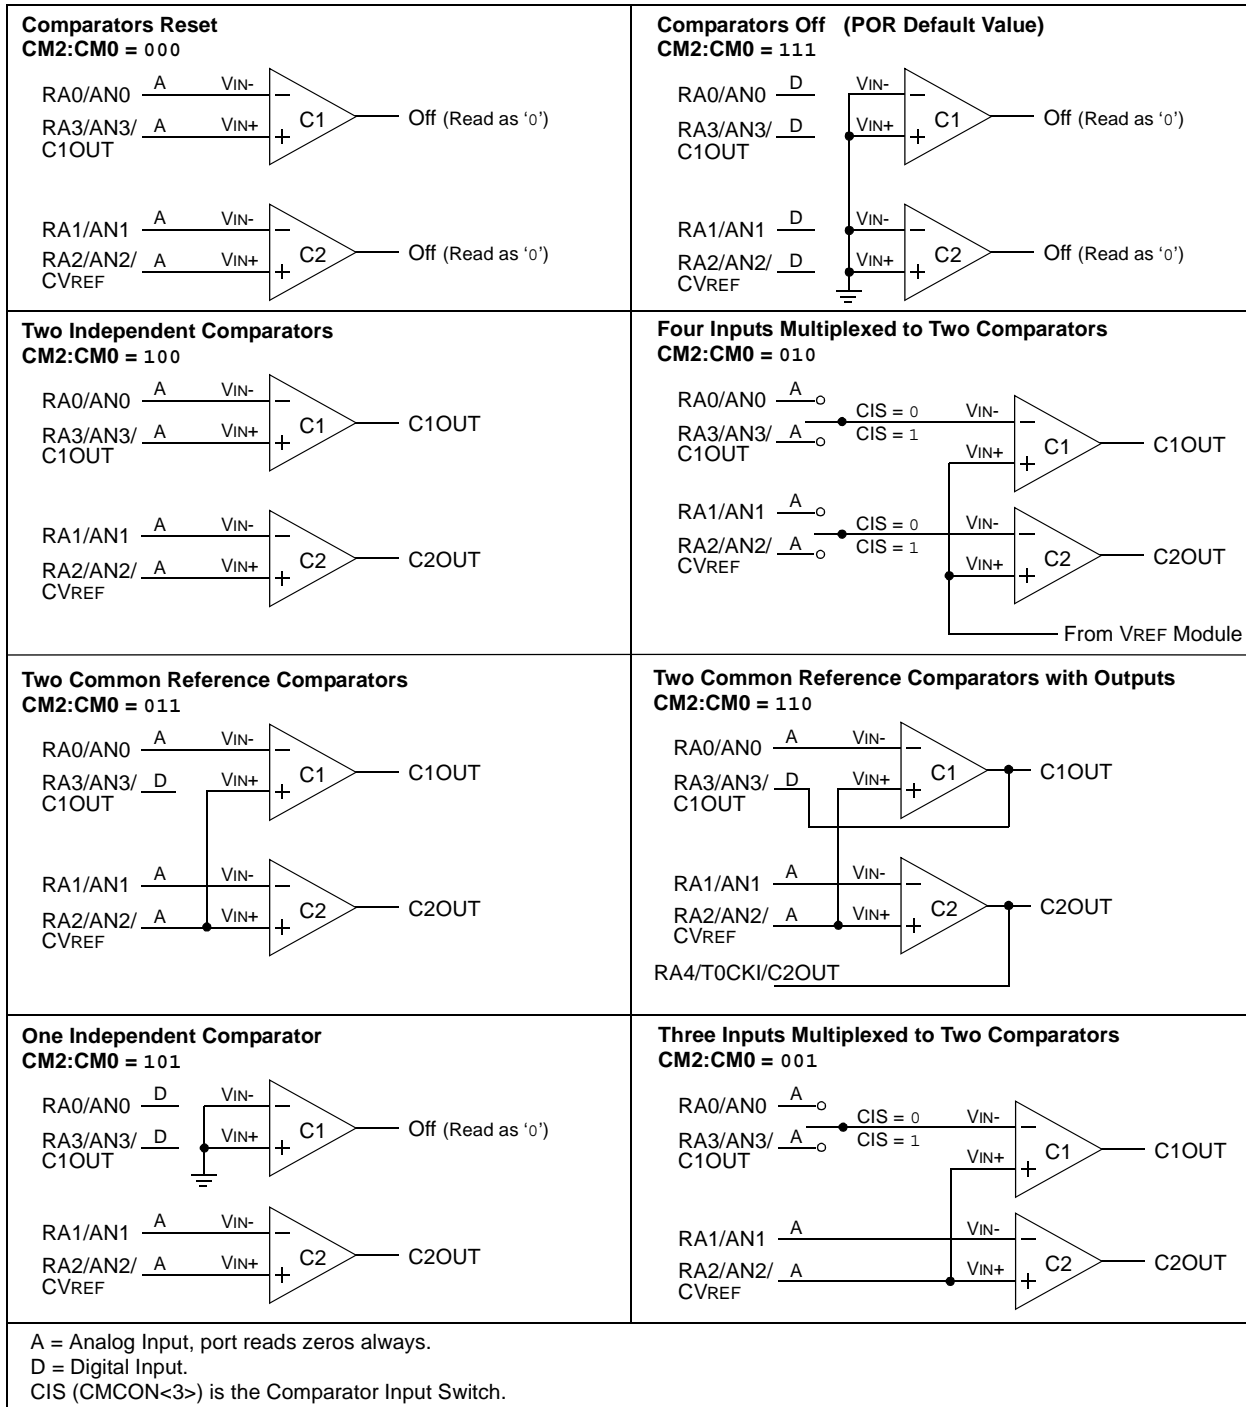 Comparators Reset
CM2:CM0 = 000
RA0/AN0 A VIN-
RA3/AN3/ A VIN+
C1OUT
C1
Off (Read as ‘0’)
RA1/AN1 A VIN-
RA2/AN2/ A VIN+
CVREF
C2
Off (Read as ‘0’)
Comparators Off (POR Default Value)
CM2:CM0 = 111
RA0/AN0 D VIN-
RA3/AN3/ D VIN+
C1OUT
C1
Off (Read as ‘0’)
RA1/AN1 D VIN-
RA2/AN2/ D VIN+
CVREF
C2
Off (Read as ‘0’)
Two Independent Comparators
CM2:CM0 = 100
RA0/AN0 A VIN-
RA3/AN3/ A VIN+
C1OUT
C1
C1OUT
RA1/AN1 A VIN-
RA2/AN2/ A VIN+
CVREF
C2
C2OUT
Four Inputs Multiplexed to Two Comparators
CM2:CM0 = 010
RA0/AN0 A
CIS = 0 VIN-
RA3/AN3/ A CIS = 1
C1OUT
VIN+
C1
C1OUT
RA1/AN1 A
CIS = 0 VIN-
RA2/AN2/ A CIS = 1
CVREF
VIN+
C2
C2OUT
From VREF Module
Two Common Reference Comparators
CM2:CM0 = 011
RA0/AN0 A VIN-
RA3/AN3/ D VIN+
C1OUT
C1
C1OUT
RA1/AN1 A VIN-
RA2/AN2/ A VIN+
CVREF
C2
C2OUT
Two Common Reference Comparators with Outputs
CM2:CM0 = 110
RA0/AN0 A VIN-
RA3/AN3/ D VIN+
C1OUT
C1
C1OUT
RA1/AN1 A VIN-
RA2/AN2/ A VIN+
CVREF
C2
C2OUT
RA4/T0CKI/C2OUT
One Independent Comparator
CM2:CM0 = 101
RA0/AN0 D VIN-
RA3/AN3/ D VIN+
C1OUT
C1
Off (Read as ‘0’)
RA1/AN1 A VIN-
RA2/AN2/ A VIN+
CVREF
C2
C2OUT
Three Inputs Multiplexed to Two Comparators
CM2:CM0 = 001
RA0/AN0 A
CIS = 0 VIN-
RA3/AN3/ A CIS = 1
C1OUT
VIN+
C1
C1OUT
RA1/AN1 A VIN-
RA2/AN2/ A VIN+
CVREF
C2
C2OUT
A = Analog Input, port reads zeros always.
D = Digital Input.
CIS (CMCON<3>) is the Comparator Input Switch.